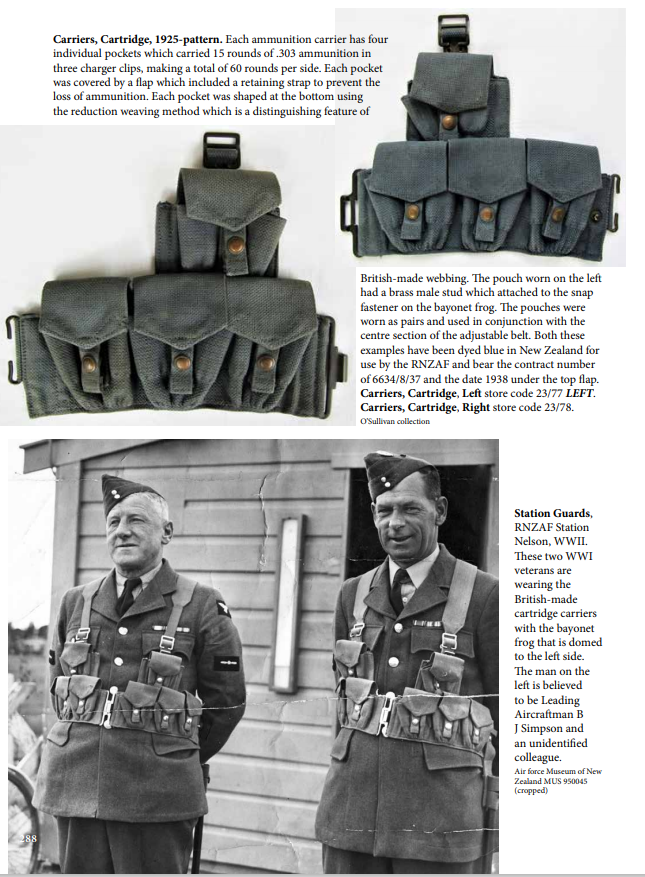 Carriers, Cartridge, 1925-pattern. Each ammunition carrier has four
individual pockets which carried 15 rounds of .303 ammunition in
three charger clips, making a total of 60 rounds per side. Each pocket
was covered by a flap which included a retaining strap to prevent the
loss of ammunition. Each pocket was shaped at the bottom using
the reduction weaving method which is a distinguishing feature of
British-made webbing. The pouch worn on the left
had a brass male stud which attached to the snap
fastener on the bayonet frog. The pouches were
worn as pairs and used in conjunction with the
centre section of the adjustable belt. Both these
examples have been dyed blue in New Zealand for
use by the RNZAF and bear the contract number
of 6634/8/37 and the date 1938 under the top flap.
Carriers, Cartridge, Left store code 23/77 LEFT.
Carriers, Cartridge, Right store code 23/78.
O'Sullivan collection
Station Guards,
RNZAF Station
Nelson, WWII.
These two WWI
veterans are
wearing the
British-made
cartridge carriers
with the bayonet
frog that is domed
to the left side.
The man on the
left is believed
to be Leading
Aircraftman B
J Simpson and
an unidentified
colleague.
Air force Museum of New
Zealand MUS 950045
(cropped)
288